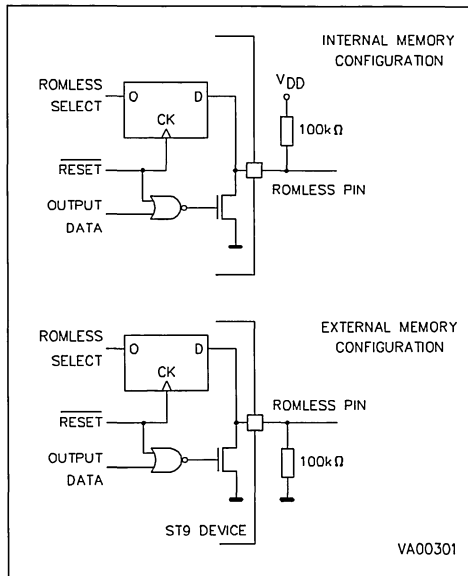 INTERNAL MEMORY
CONFIGURATION
VDD
ROMLESS
SELECT
O
D
CK
100kΩ
RESET
ROMLESS PIN
OUTPUT
DATA
EXTERNAL MEMORY
CONFIGURATION
ROMLESS
SELECT
O
D
CK
ROMLESS PIN
RESET
100kΩ
OUTPUT
DATA
ST9 DEVICE
VA00301